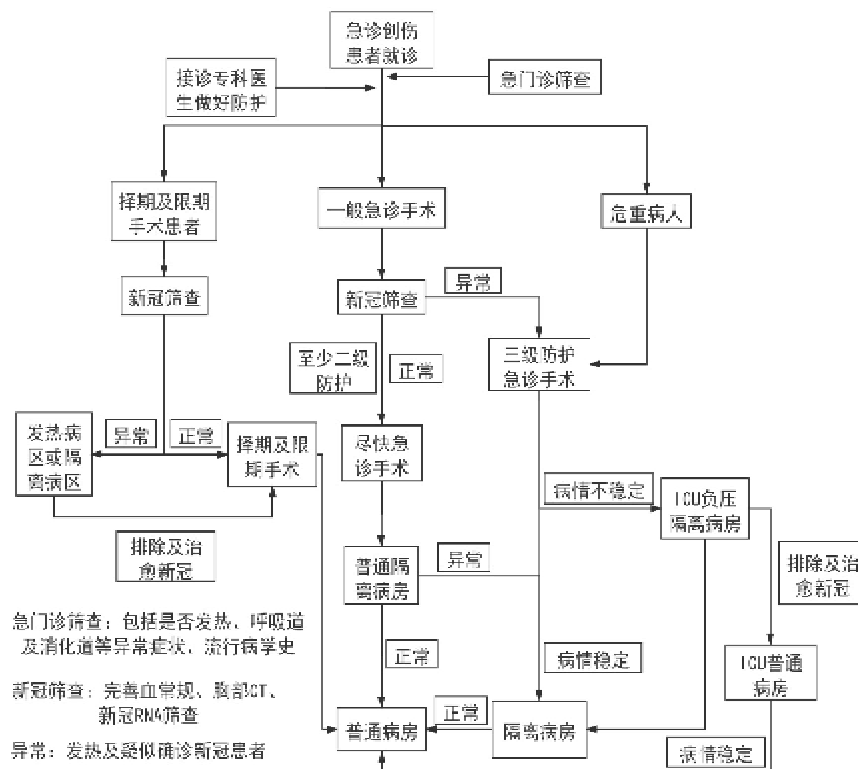 急诊创伤
患者就诊
接诊专科医
生做好防护
急门诊筛查
择期及限期
手术患者
一般急诊手术
危重病人
新冠筛查
新冠筛查
异常
至少二级
防护
正常
三级防护
急诊手术
发热病
区或隔
离病区
异常
正常
择期及限
期手术
尽快急
诊手术
病情不稳定
ICU负压
隔离病房
排除及治
愈新冠
普通隔
离病房
异常
排除及治
愈新冠
急门诊筛查：包括是否发热、呼吸道
及消化道等异常症状、流行病学史
正常
病情稳定
ICU普通
病房
新冠筛查：完善血常规、胸部CT、
新冠RNA筛查
普通病房
正常
隔离病房
异常：发热及疑似确诊新冠患者
病情稳定